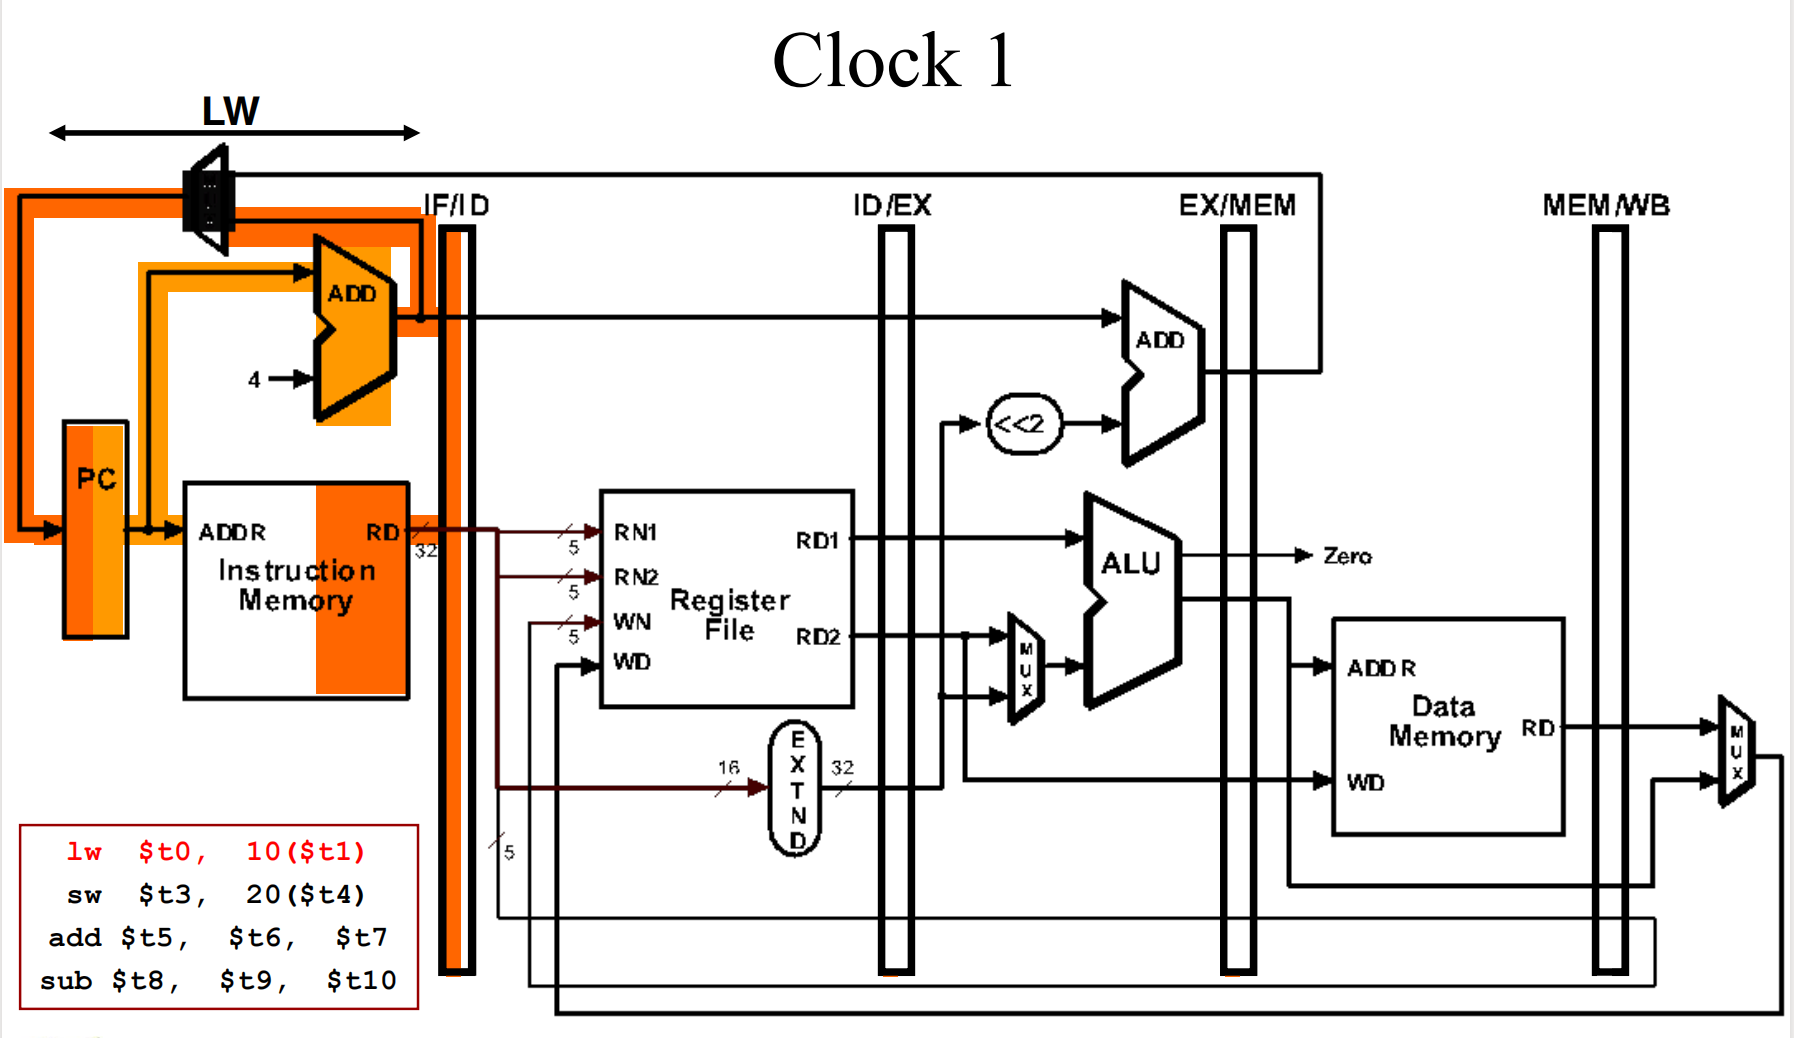 Clock 1
LW
IF/ID
ID/EX
EX/MEM
MEM/WB
ADD
4
PC
ADDR
RD
32
Instruction
Memory
RN1
5
RN2
5
WN
5
WD
Register
File
RD1
RD2
16
EXTND
32
5
<<2
ADD
MUX
ALU
Zero
ADDR
Data
Memory
RD
WD
MUX
lw $t0, 10($t1)
sw $t3, 20($t4)
add $t5, $t6, $t7
sub $t8, $t9, $t10